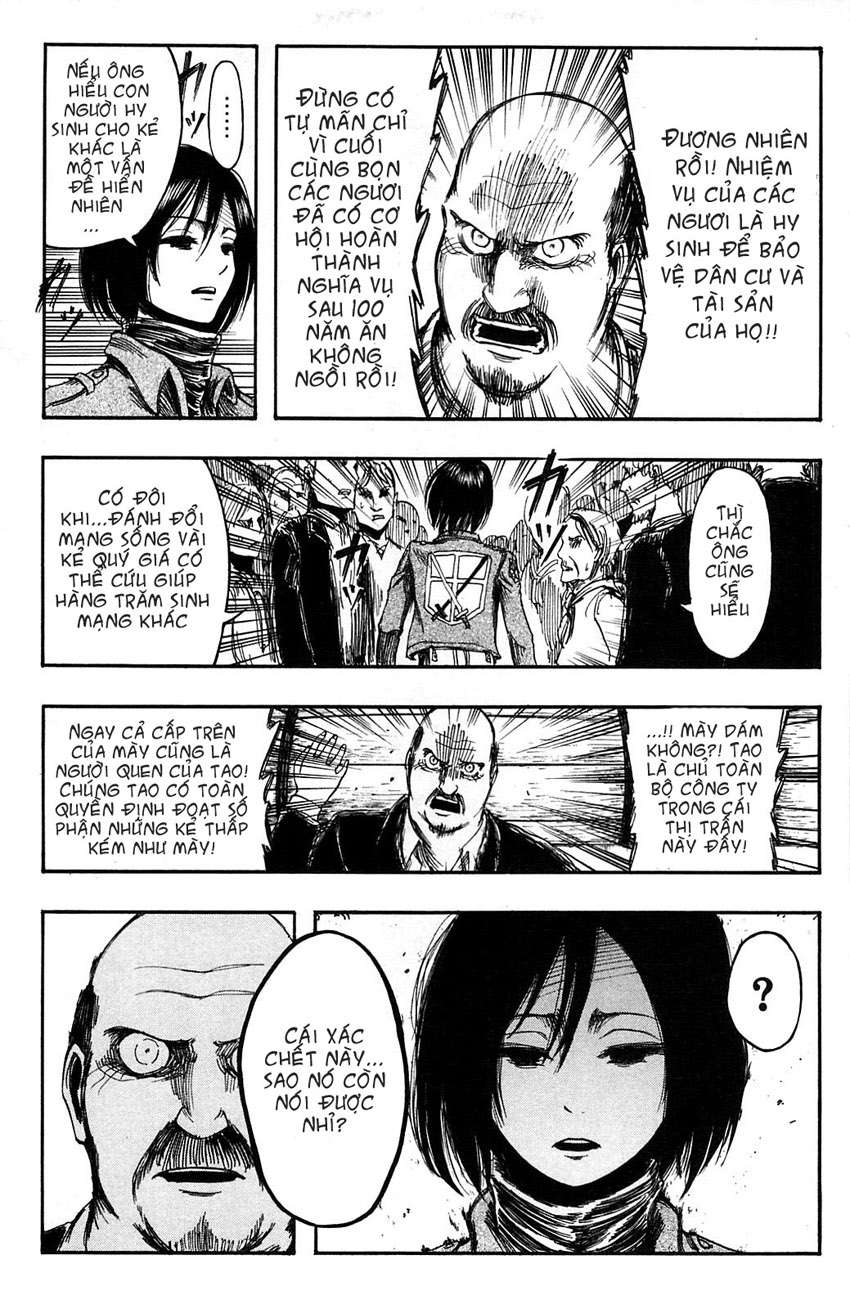 ĐƯƠNG NHIÊN
RỒI! NHIỆM
VỤ CỦA CÁC
NGƯƠI LÀ HY
SINH ĐỂ BẢO
VỆ DÂN CƯ VÀ
TÀI SẢN
CỦA HỌ!!
ĐỪNG CÓ
TỰ MÃN CHỈ
VÌ CUỐI
CÙNG BỌN
CÁC NGƯƠI
ĐÃ CÓ CƠ
HỘI HOÀN
THÀNH
NGHĨA VỤ
SAU 100
NĂM ĂN
KHÔNG
NGỒI RỒI!
......
NẾU ÔNG
HIỂU CON
NGƯỜI HY
SINH CHO KẺ
KHÁC LÀ
MỘT VẤN
ĐỀ HIỂN
NHIÊN
...
THÌ
CHẮC
ÔNG
CŨNG
SẼ
HIỂU
CÓ ĐÔI
KHI...ĐÁNH ĐỔI
MẠNG SỐNG VÀI
KẺ QUÝ GIÁ CÓ
THỂ CỨU GIÚP
HÀNG TRĂM SINH
MẠNG KHÁC
...!! MÀY DÁM
KHÔNG?! TAO
LÀ CHỦ TOÀN
BỘ CÔNG TY
TRONG CÁI
THỊ TRẤN
NÀY ĐẤY!
NGAY CẢ CẤP TRÊN
CỦA MÀY CŨNG LÀ
NGƯỜI QUEN CỦA TAO!
CHÚNG TAO CÓ TOÀN
QUYỀN ĐỊNH ĐOẠT SỐ
PHẬN NHỮNG KẺ THẤP
KÉM NHƯ MÀY!
?
CÁI XÁC
CHẾT NÀY...
SAO NÓ CÒN
NÓI ĐƯỢC
NHỈ?